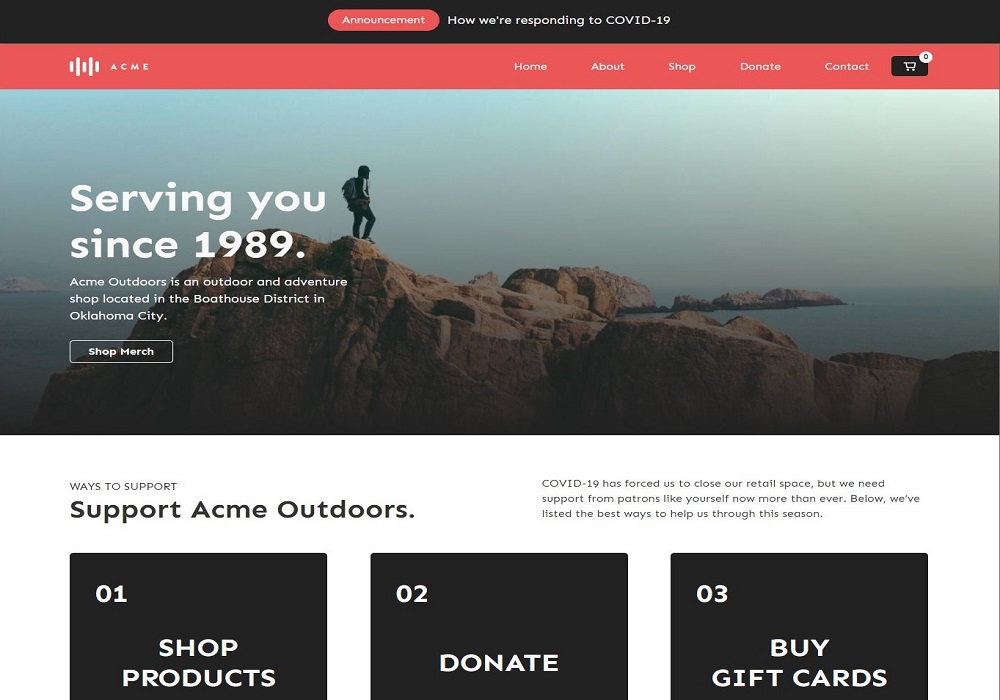 Announcement How we're responding to COVID-19
ACME Home About Shop Donate Contact 0
Serving you
since 1989.
Acme Outdoors is an outdoor and adventure
shop located in the Boathouse District in
Oklahoma City.
Shop Merch
WAYS TO SUPPORT
Support Acme Outdoors.
COVID-19 has forced us to close our retail space, but we need
support from patrons like yourself now more than ever. Below, we’ve
listed the best ways to help us through this season.
01
SHOP
PRODUCTS
02
DONATE
03
BUY
GIFT CARDS